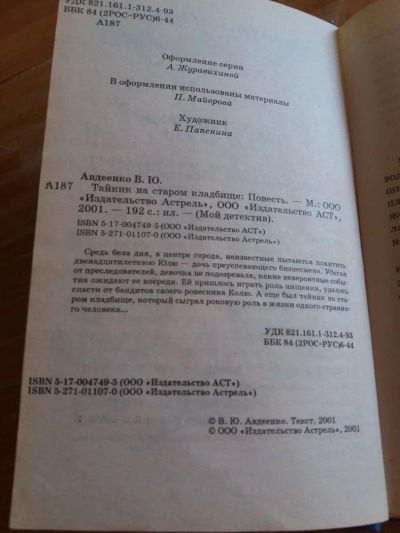 УДК 821.161.1-312.4-93
ББК 84 (2РОС-РУС)6-44
А187
Оформление серии
А. Журавихиной
В оформлении использованы материалы
П. Майорова
Художник
Е. Папенина
Авдеенко В. Ю.
А187 Тайник на старом кладбище: Повесть. — М.: ООО
«Издательство Астрель», ООО «Издательство АСТ»,
2001. — 192 с.: ил. — (Мой детектив).
ISBN 5-17-004749-5 (ООО «Издательство АСТ»)
ISBN 5-271-01107-0 (ООО «Издательство Астрель»)
Средь бела дня, в центре города, неизвестные пытаются похитить
двенадцатилетнюю Юлю — дочь преуспевающего бизнесмена. Убегая
от преследователей, девочка не подозревала, какие невероятные собы-
тия ожидают ее впереди. Ей пришлось играть роль нищенки, удалось
спасти от бандитов своего ровесника Колю. А еще был тайник на ста-
ром кладбище, который сыграл роковую роль в жизни одного странно-
го человека...
УДК 821.161.1-312.4-93
ББК 84 (2РОС-РУС)6-44
ISBN 5-17-004749-5 (ООО «Издательство АСТ»)
ISBN 5-271-01107-0 (ООО «Издательство Астрель»)
© В. Ю. Авдеенко. Текст, 2001
© ООО «Издательство Астрель», 2001